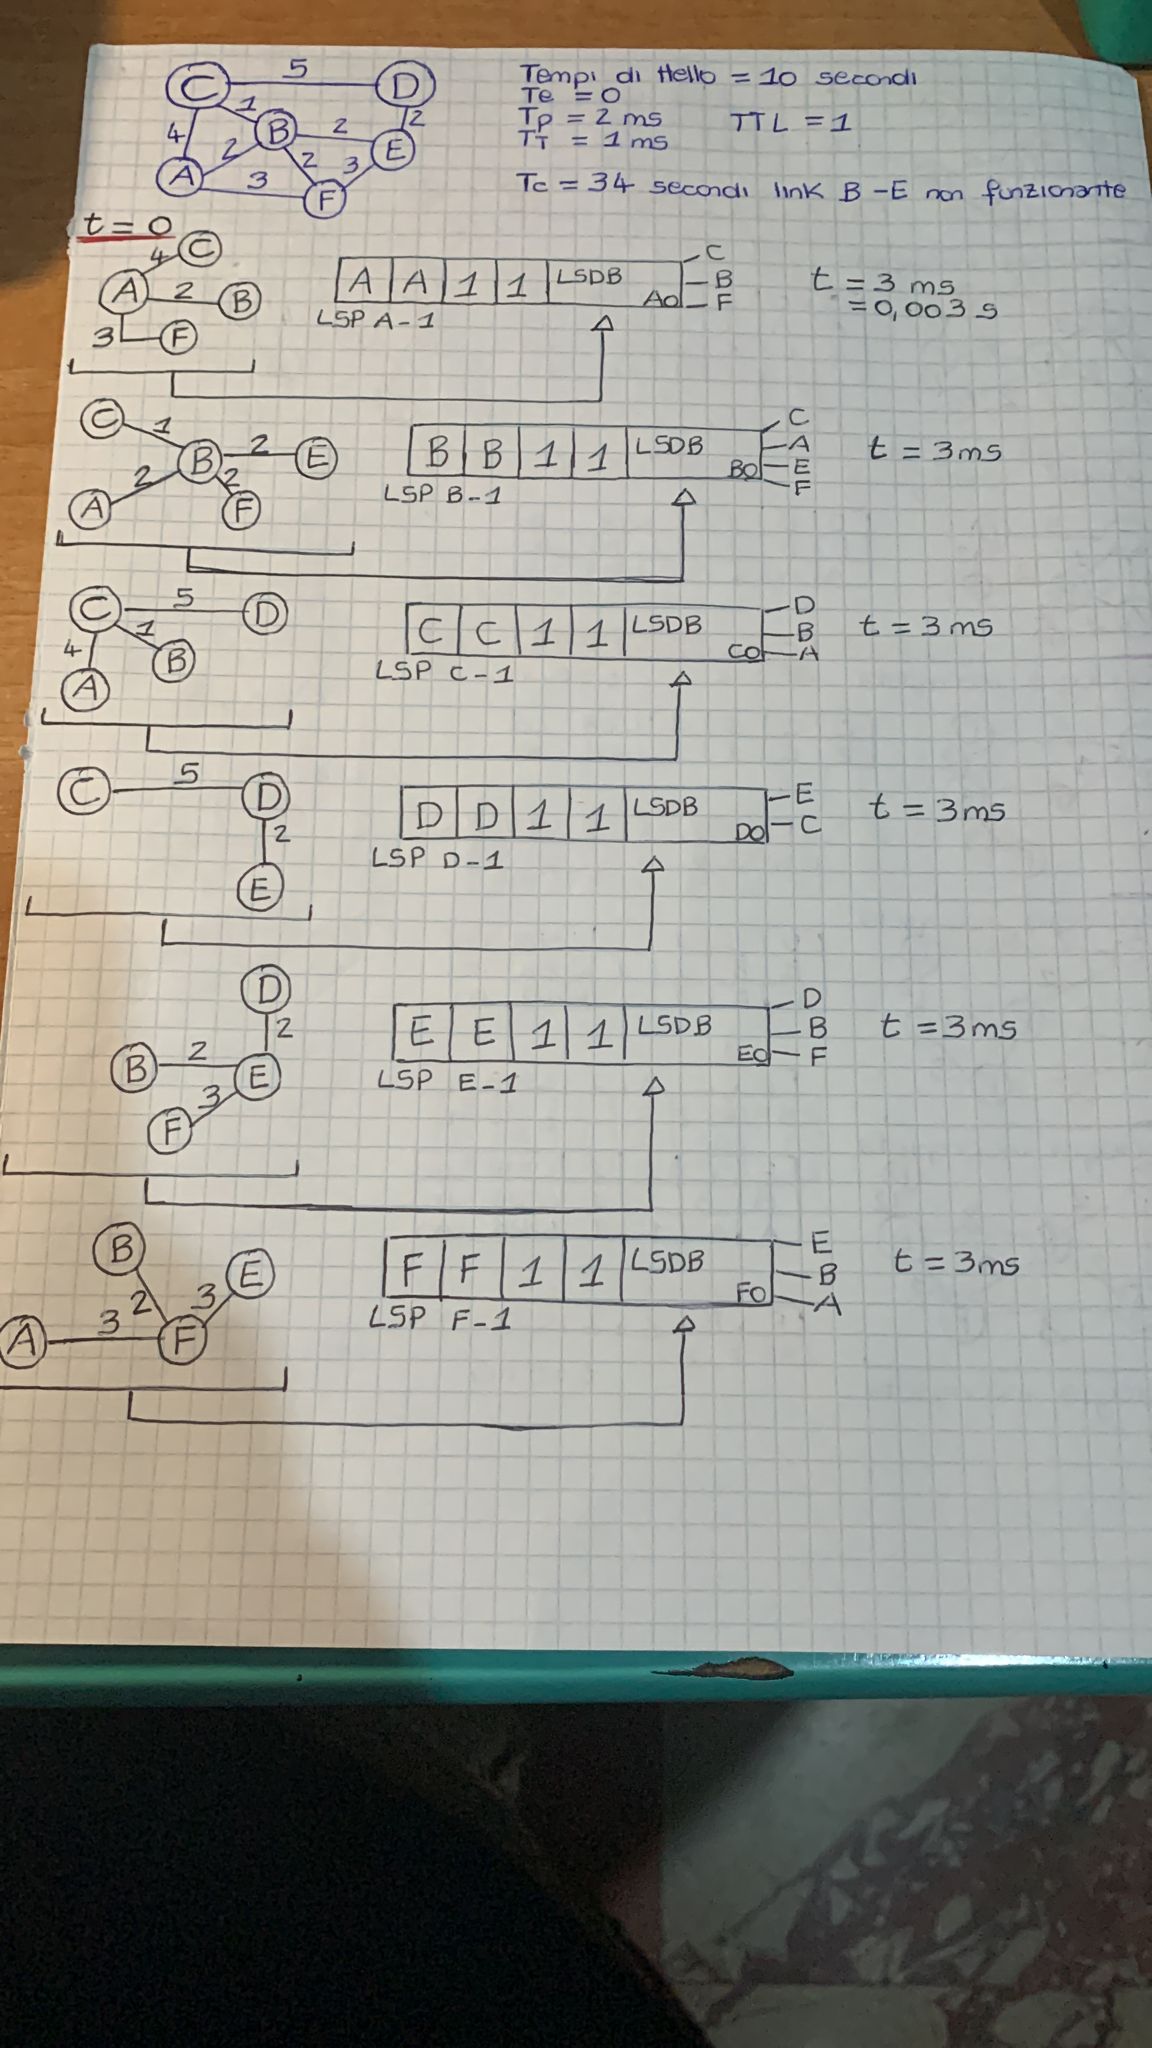 C 5 D
4 1 B 2 2
2 2 3 E
A 3 F
Tempi di Hello = 10 secondi
Te = 0
Tp = 2 ms TTL = 1
TT = 1 ms
Tc = 34 secondi link B-E non funzionante
t = 0
4 C
A 2 B
3 F
A A 1 1 LSDB A0
LSP A-1
C
B
F
t = 3 ms
= 0,003 s
C 1
B 2 E
2 2
A F
B B 1 1 LSDB B0
LSP B-1
C
A
E
F
t = 3ms
C 5 D
4 1 B
A
C C 1 1 LSDB C0
LSP C-1
D
B
A
t = 3ms
C 5 D
2
E
D D 1 1 LSDB D0
LSP D-1
E
C
t = 3ms
D
2
B 2 E
3
F
E E 1 1 LSDB E0
LSP E-1
D
B
F
t = 3ms
B
2 3 E
A 3 F
F F 1 1 LSDB F0
LSP F-1
E
B
A
t = 3ms